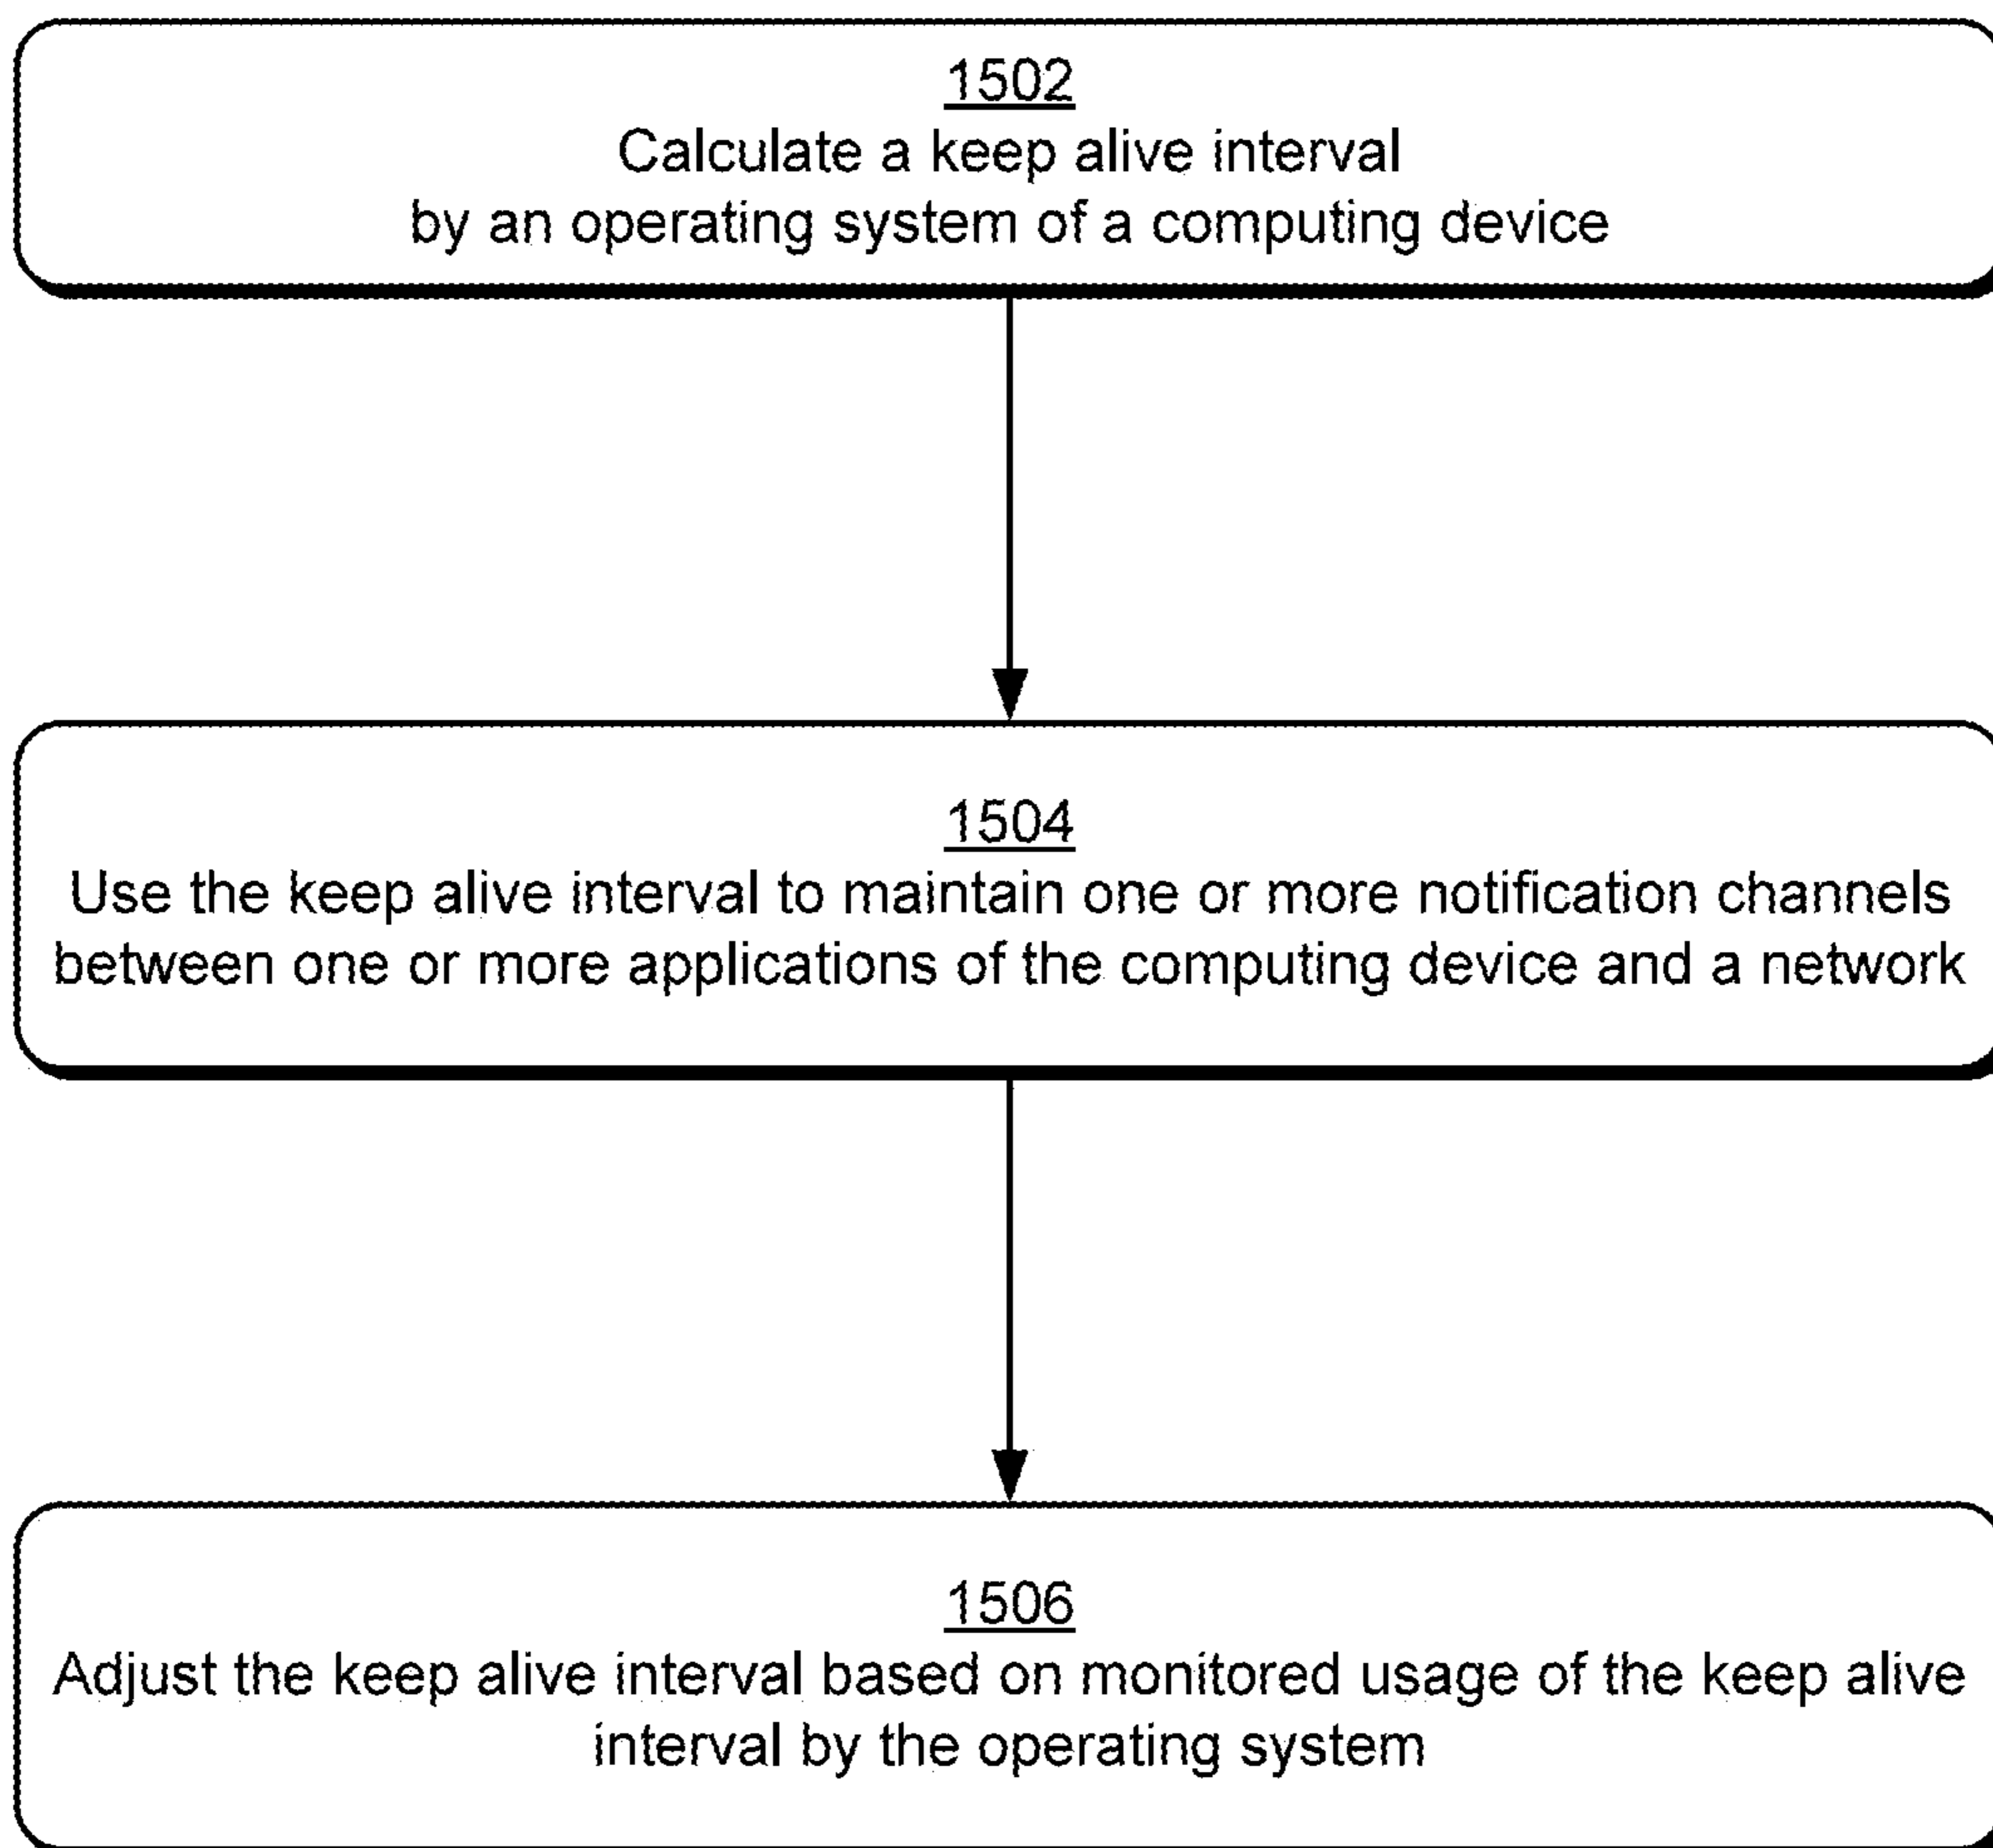 1502
Calculate a keep alive interval
by an operating system of a computing device
1504
Use the keep alive interval to maintain one or more notification channels
between one or more applications of the computing device and a network
1506
Adjust the keep alive interval based on monitored usage of the keep alive
interval by the operating system